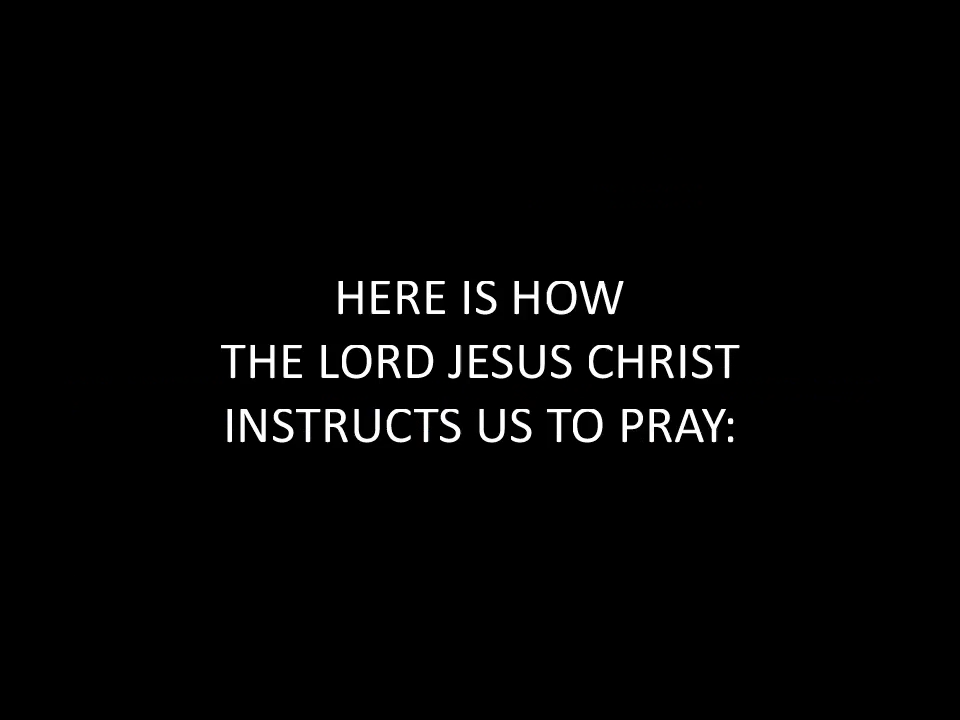 HERE IS HOW
THE LORD JESUS CHRIST
INSTRUCTS US TO PRAY: